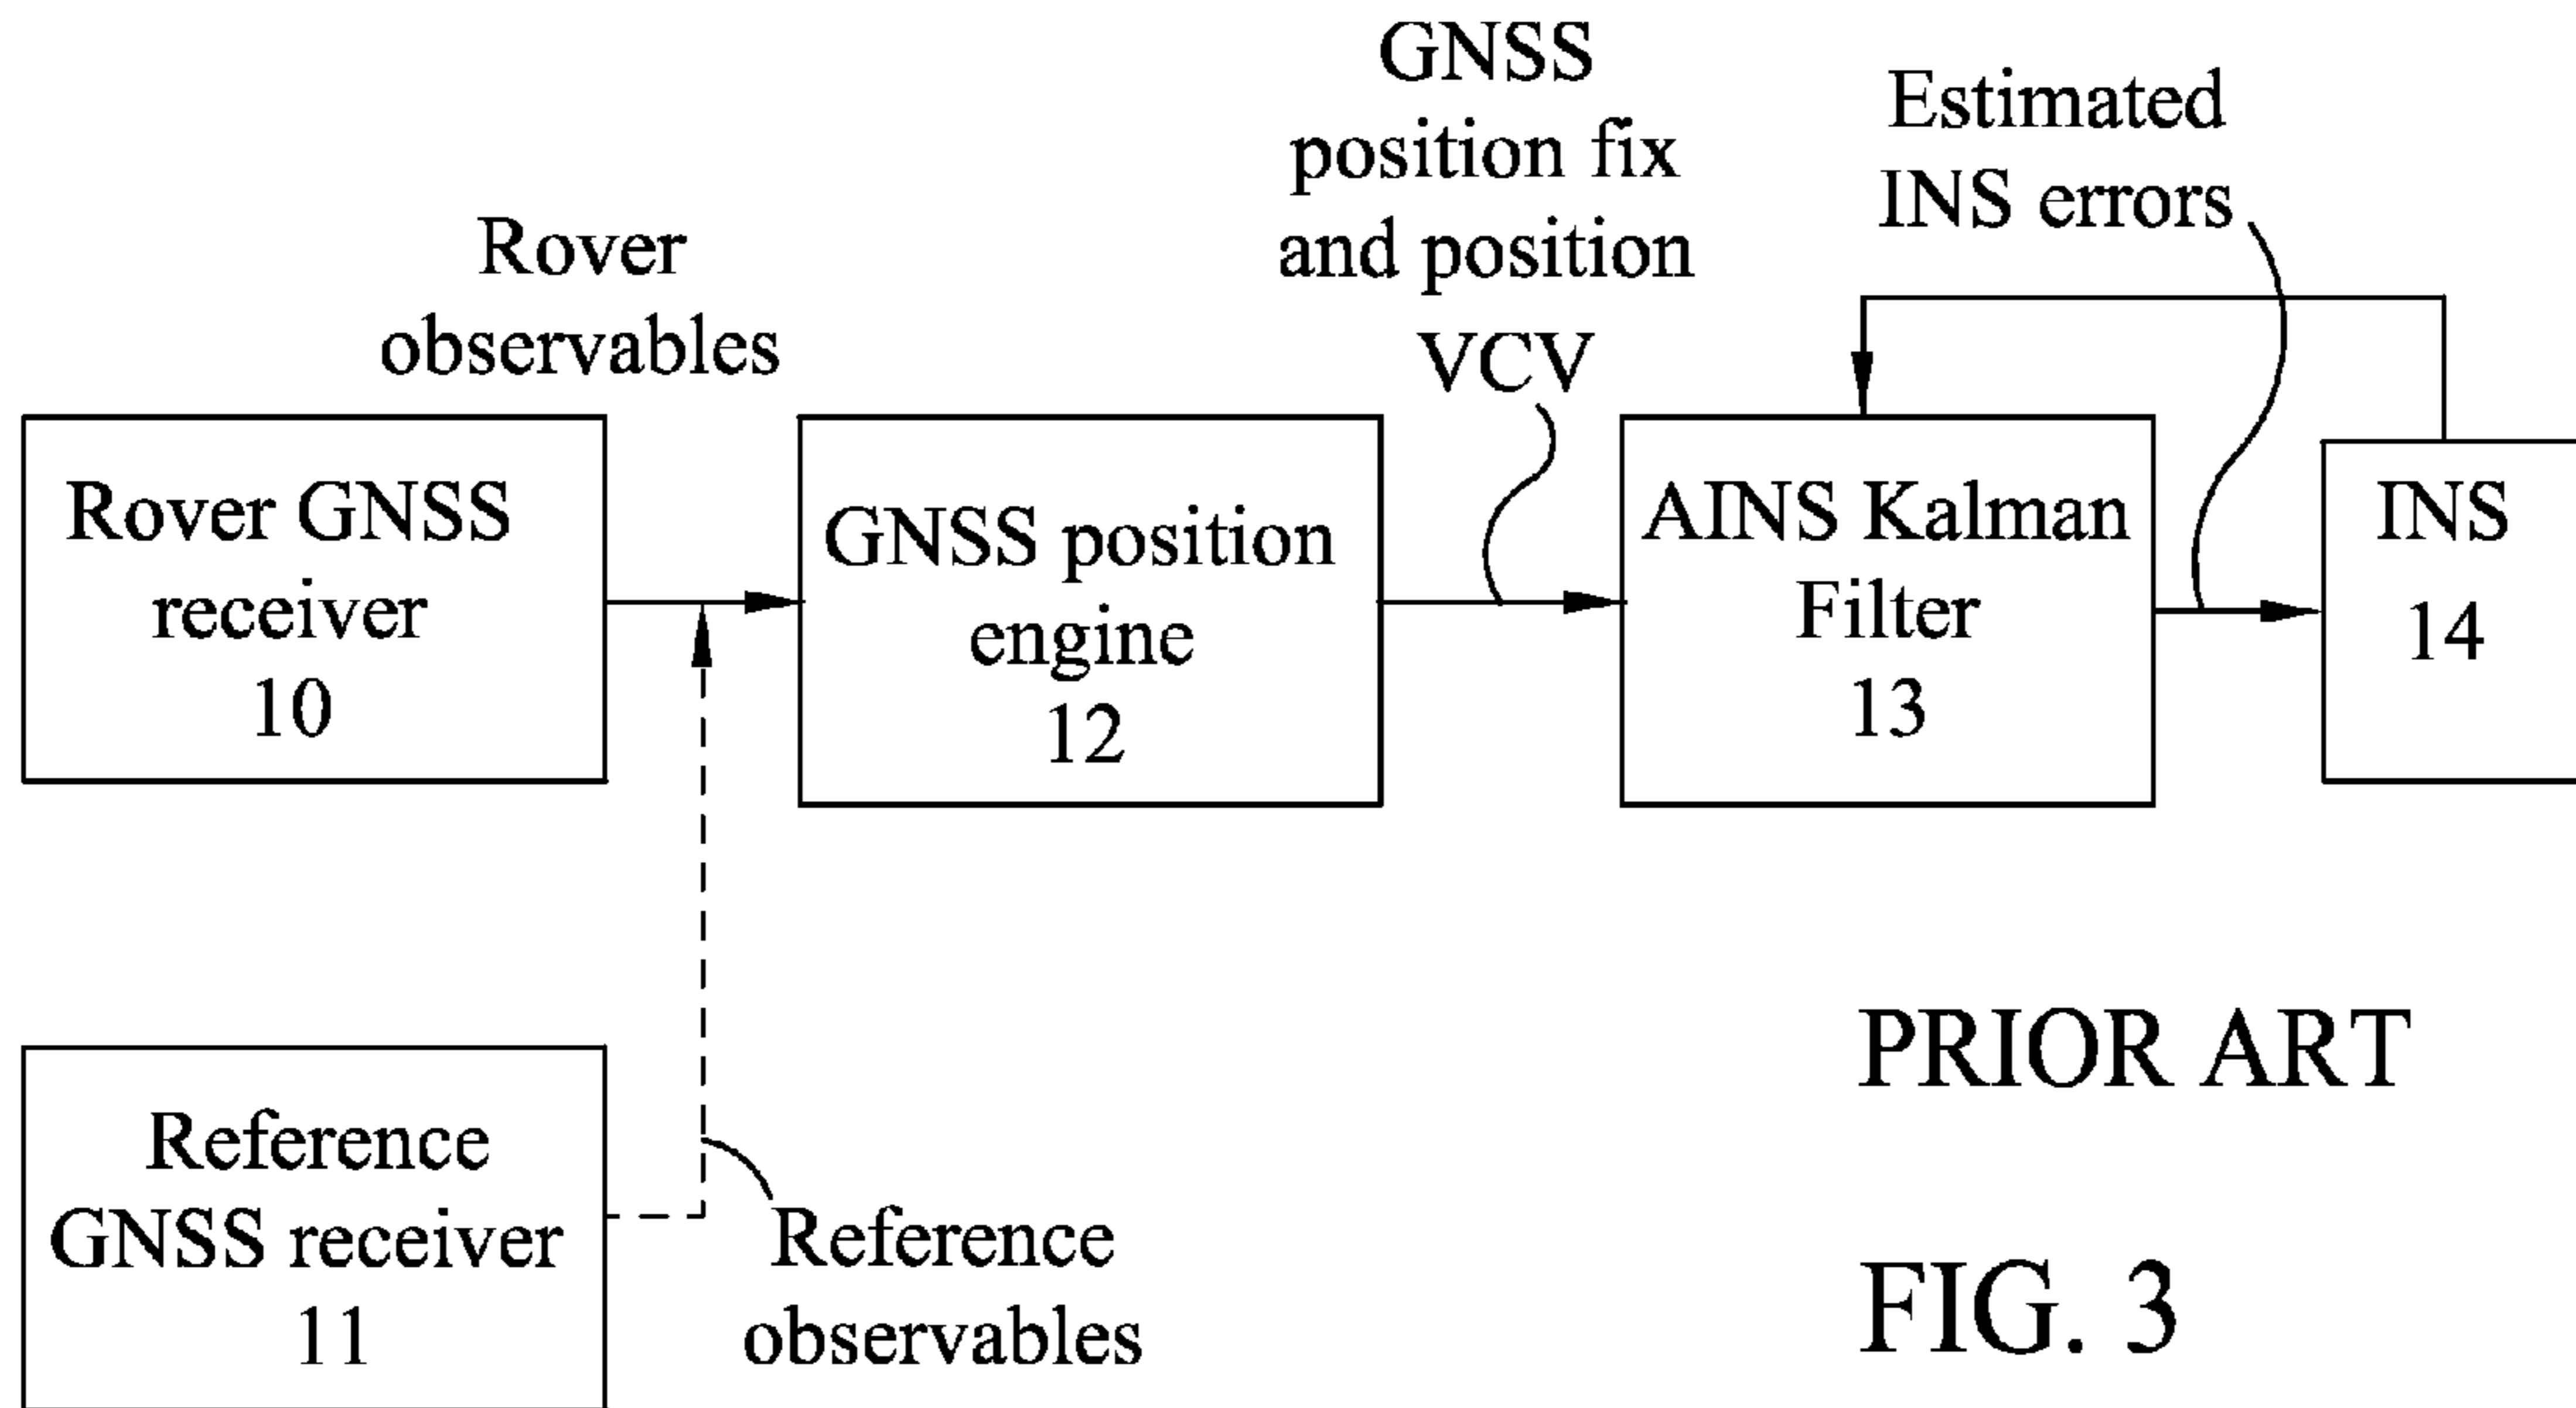 Rover
observables
GNSS
position fix
and position
VCV
Estimated
INS errors
Rover GNSS
receiver
10
GNSS position
engine
12
AINS Kalman
Filter
13
INS
14
Reference
GNSS receiver
11
Reference
observables
PRIOR ART
FIG. 3